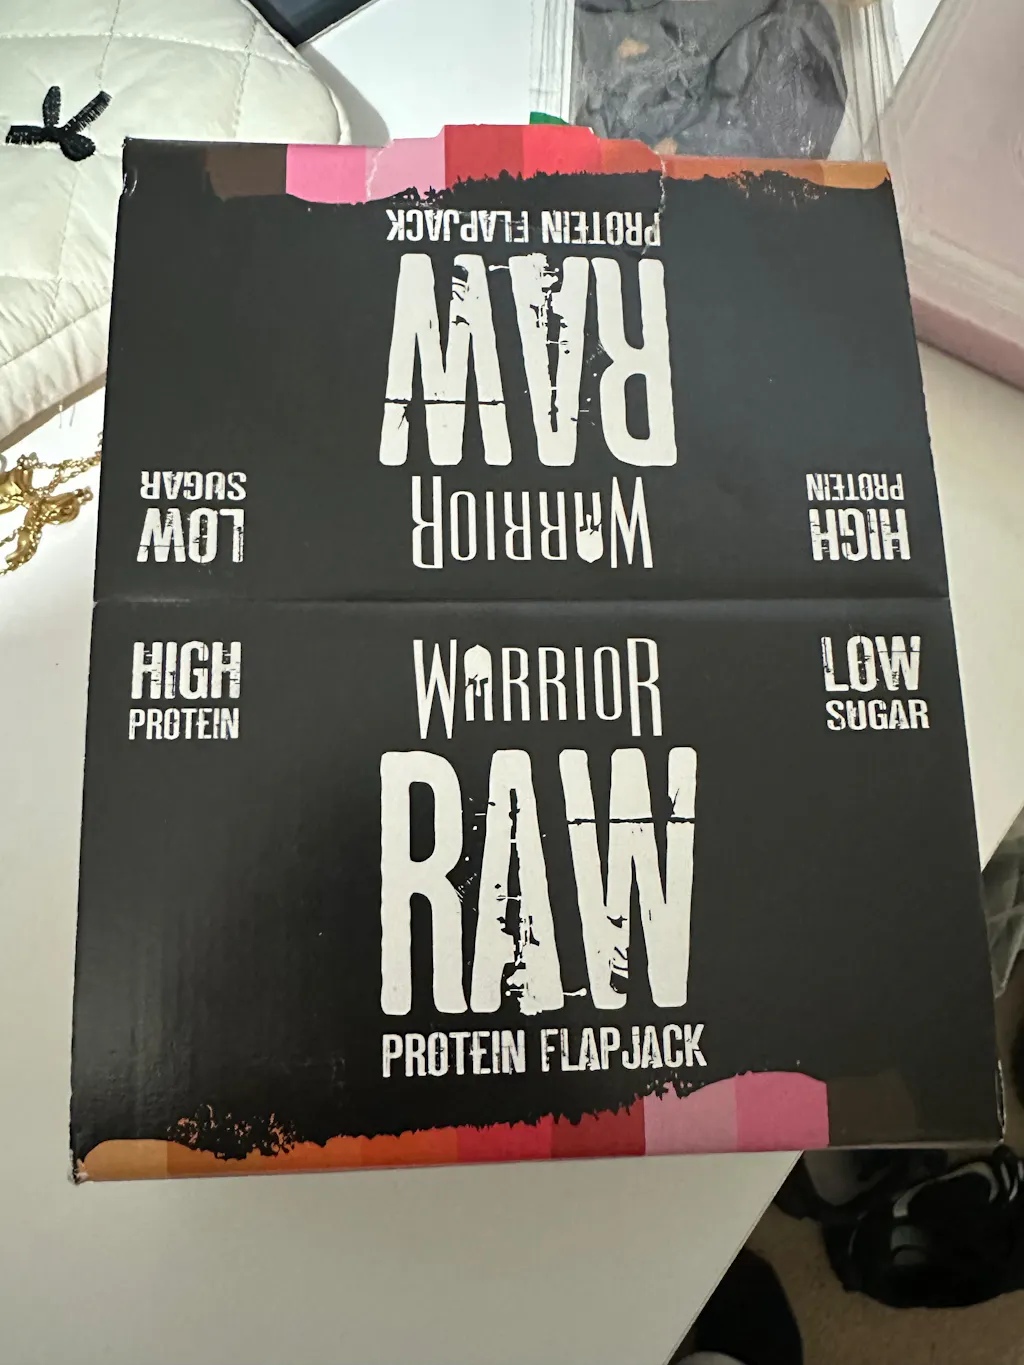 PROTEIN FLAPJACK
RAW
WARRIOR
LOW
SUGAR
HIGH
PROTEIN
HIGH
PROTEIN
WARRIOR
LOW
SUGAR
RAW
PROTEIN FLAPJACK